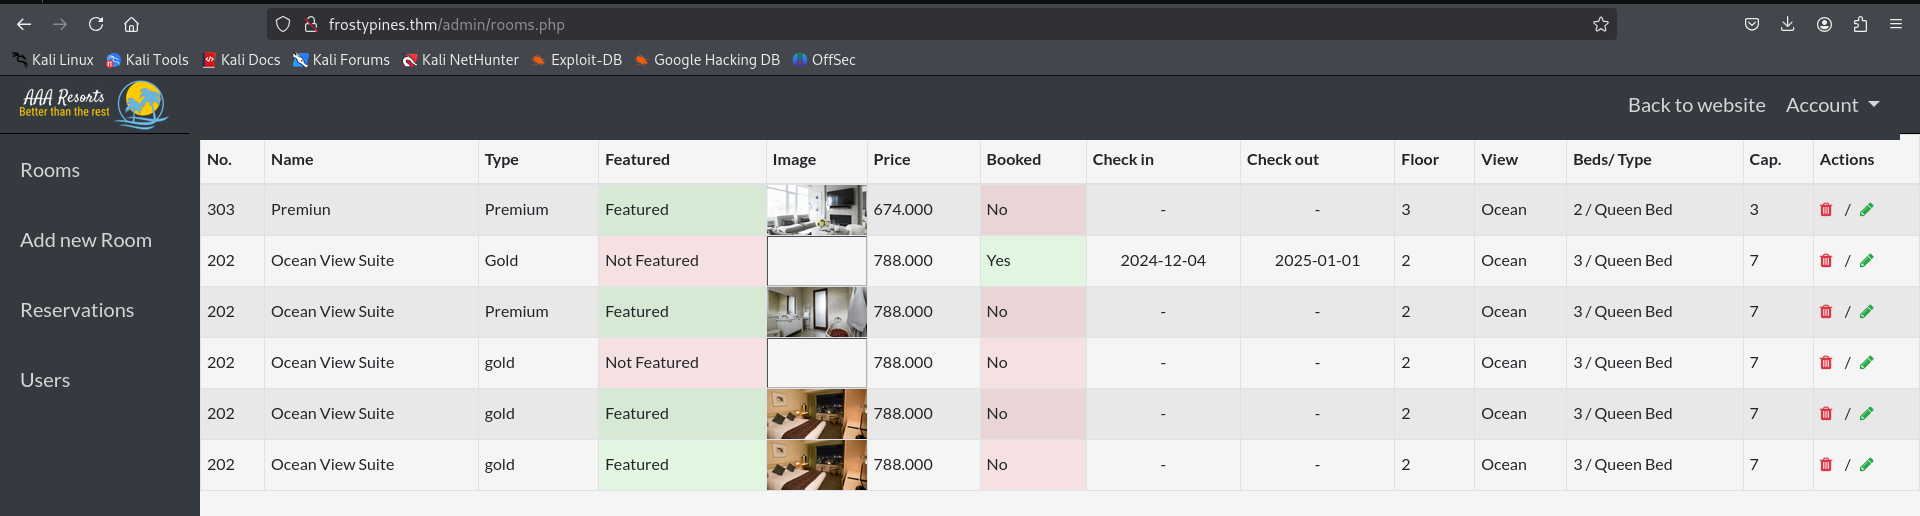 frostypines.thm/admin/rooms.php
Kali Linux Kali Tools Kali Docs Kali Forums Kali NetHunter Exploit-DB Google Hacking DB OffSec
AAA Resorts
Better than the rest
Back to website Account
Rooms
Add new Room
Reservations
Users
No. Name Type Featured Image Price Booked Check in Check out Floor View Beds/ Type Cap. Actions
303 Premiun Premium Featured 674.000 No - - 3 Ocean 2 / Queen Bed 3 /
202 Ocean View Suite Gold Not Featured 788.000 Yes 2024-12-04 2025-01-01 2 Ocean 3 / Queen Bed 7 /
202 Ocean View Suite Premium Featured 788.000 No - - 2 Ocean 3 / Queen Bed 7 /
202 Ocean View Suite gold Not Featured 788.000 No - - 2 Ocean 3 / Queen Bed 7 /
202 Ocean View Suite gold Featured 788.000 No - - 2 Ocean 3 / Queen Bed 7 /
202 Ocean View Suite gold Featured 788.000 No - - 2 Ocean 3 / Queen Bed 7 /